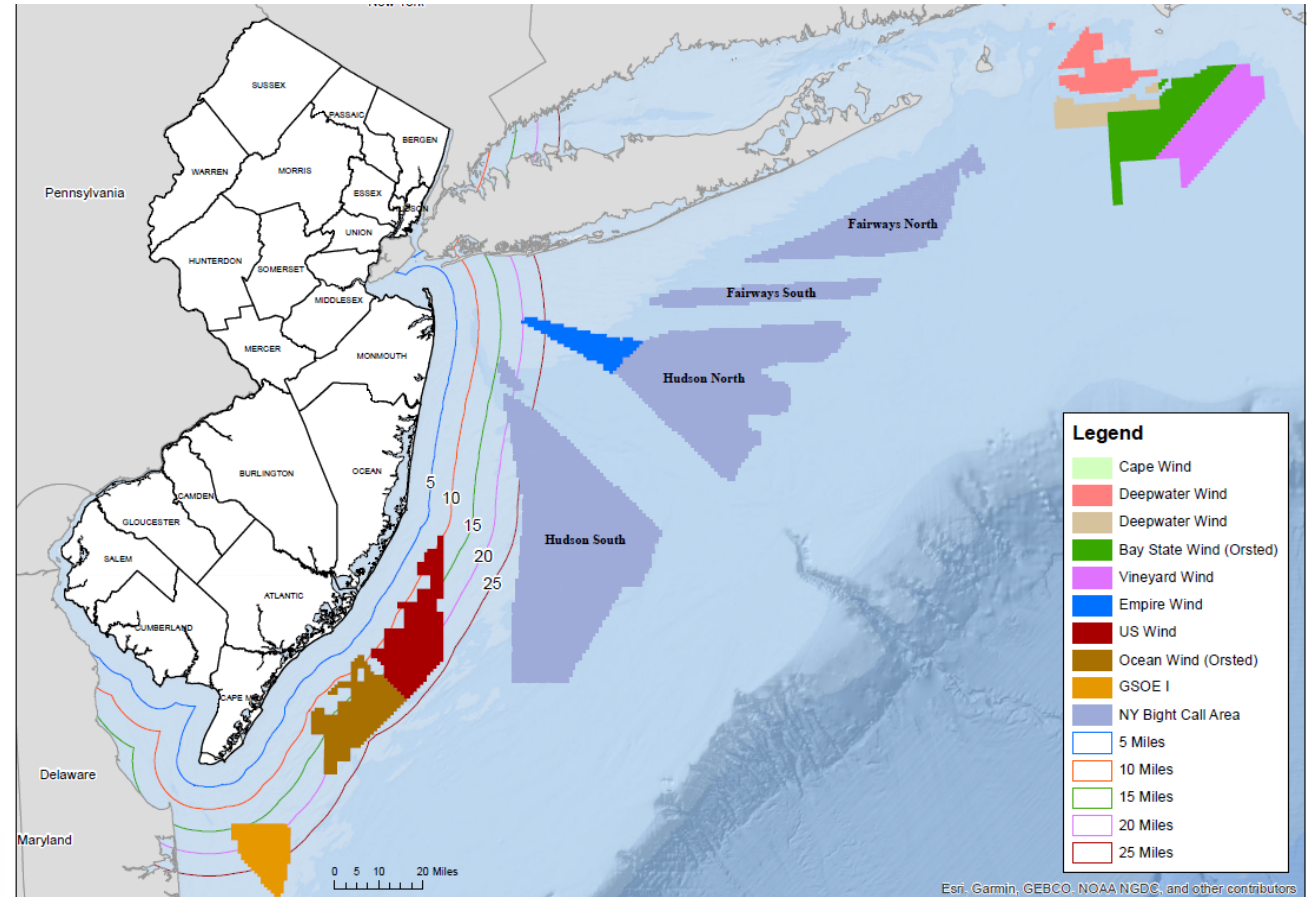 New York
SUSSEX
PASSAIC
BERGEN
WARREN
MORRIS
Pennsylvania
ESSEX
UNION
HUNTERDON
SOMERSET
MIDDLESEX
MERCER
MONMOUTH
Fairways North
Fairways South
Hudson North
BURLINGTON
OCEAN
CAMDEN
GLOUCESTER
SALEM
ATLANTIC
CUMBERLAND
5
10
15
20
25
Hudson South
Delaware
Maryland
0 5 10 20 Miles
Legend
Cape Wind
Deepwater Wind
Deepwater Wind
Bay State Wind (Orsted)
Vineyard Wind
Empire Wind
US Wind
Ocean Wind (Orsted)
GSOE I
NY Bight Call Area
5 Miles
10 Miles
15 Miles
20 Miles
25 Miles
Esri, Garmin, GEBCO, NOAA NGDC, and other contributors